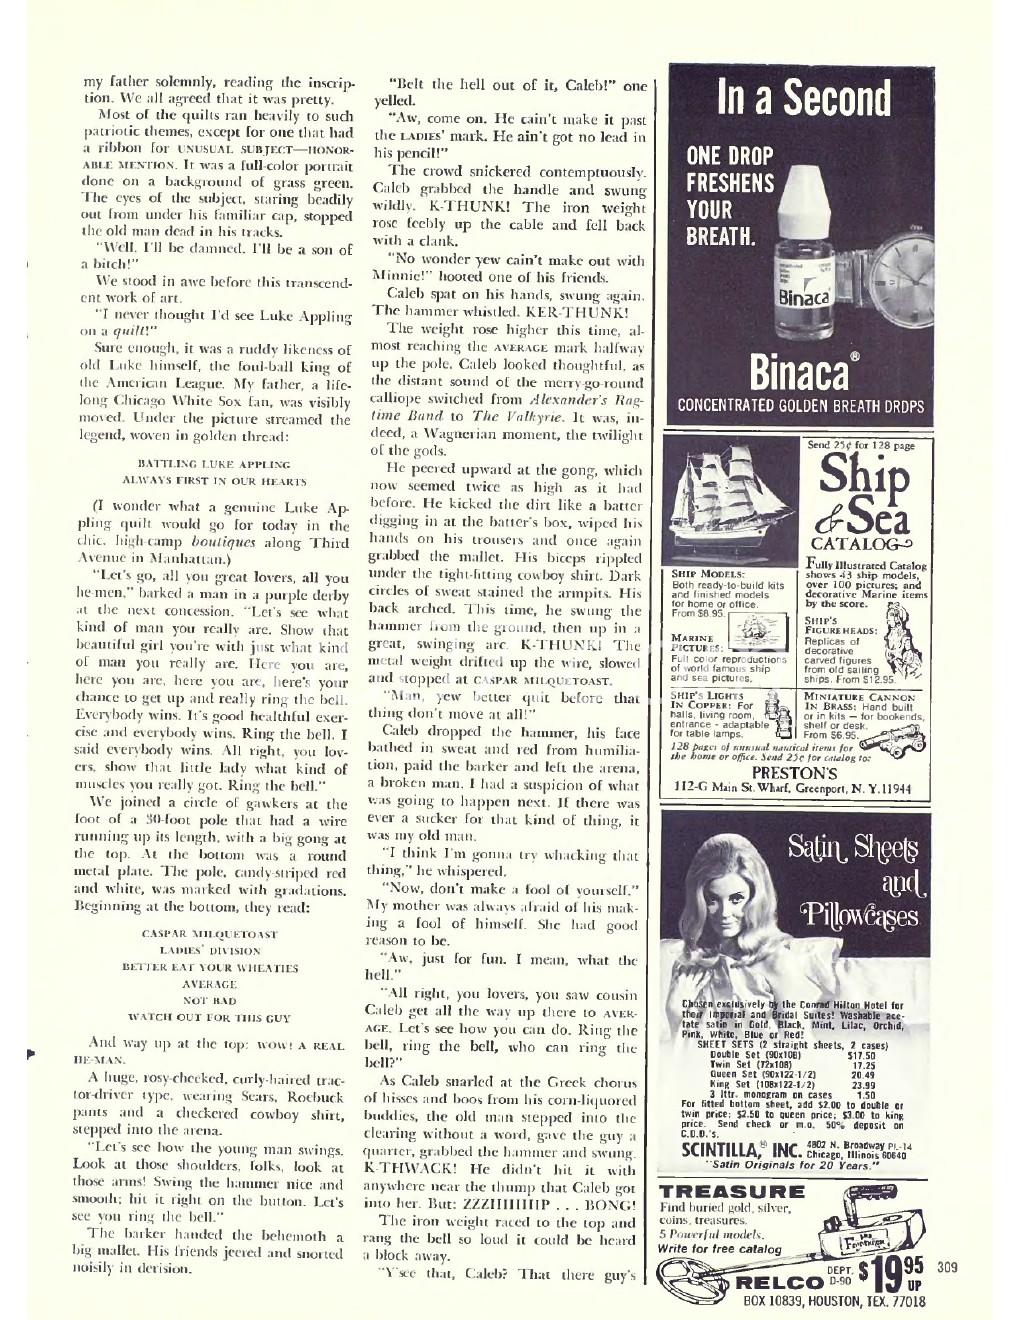 my father solemnly, reading the inscrip-
tion. We all agreed that it was pretty.
Most of the quilts ran heavily to such
patriotic themes, except for one that had
a ribbon for UNUSUAL SUBJECT—HONOR-
ABLE MENTION. It was a full-color portrait
done on a background of grass green.
The eyes of the subject, staring beadily
out from under his familiar cap, stopped
the old man dead in his tracks.
"Well, I'll be damned. I'll be a son of
a bitch!"
We stood in awe before this transcend-
ent work of art.
"I never thought I'd see Luke Appling
on a quilt!"
Sure enough, it was a ruddy likeness of
old Luke himself, the foul-ball king of
the American League. My father, a life-
long Chicago White Sox fan, was visibly
moved. Under the picture streamed the
legend, woven in golden thread:
BATTLING LUKE APPLING
ALWAYS FIRST IN OUR HEARTS
(I wonder what a genuine Luke Ap-
pling quilt would go for today in the
chic, high-camp boutiques along Third
Avenue in Manhattan.)
"Let's go, all you great lovers, all you
he-men," barked a man in a purple derby
at the next concession. "Let's see what
kind of man you really are. Show that
beautiful girl you're with just what kind
of man you really are. Here you are,
here you are, here you are, here's your
chance to get up and really ring the bell.
Everybody wins. It's good healthful exer-
cise and everybody wins. Ring the bell. I
said everybody wins. All right, you lov-
ers, show that little lady what kind of
muscles you really got. Ring the bell."
We joined a circle of gawkers at the
foot of a 30-foot pole that had a wire
running up its length, with a big gong at
the top. At the bottom was a round
metal plate. The pole, candy-striped red
and white, was marked with gradations.
Beginning at the bottom, they read:
CASPAR MILQUETOAST
LADIES' DIVISION
BETTER EAT YOUR WHEATIES
AVERAGE
NOT BAD
WATCH OUT FOR THIS GUY
And way up at the top: WOW! A REAL
HE-MAN.
A huge, rosy-cheeked, curly-haired trac-
tor-driver type, wearing Sears, Roebuck
pants and a checkered cowboy shirt,
stepped into the arena.
"Let's see how the young man swings.
Look at those shoulders, folks, look at
those arms! Swing the hammer nice and
smooth; hit it right on the button. Let's
see you ring the bell."
The barker handed the behemoth a
big mallet. His friends jeered and snorted
noisily in derision.
"Belt the hell out of it, Caleb!" one
yelled.
"Aw, come on. He cain't make it past
the LADIES' mark. He ain't got no lead in
his pencil!"
The crowd snickered contemptuously.
Caleb grabbed the handle and swung
wildly. K-THUNK! The iron weight
rose feebly up the cable and fell back
with a clank.
"No wonder yew cain't make out with
Minnie!" hooted one of his friends.
Caleb spat on his hands, swung again.
The hammer whistled. KER-THUNK!
The weight rose higher this time, al-
most reaching the AVERAGE mark halfway
up the pole. Caleb looked thoughtful, as
the distant sound of the merry-go-round
calliope switched from Alexander's Rag-
time Band to The Valkyrie. It was, in-
deed, a Wagnerian moment, the twilight
of the gods.
He peered upward at the gong, which
now seemed twice as high as it had
before. He kicked the dirt like a batter
digging in at the batter's box, wiped his
hands on his trousers and once again
grabbed the mallet. His biceps rippled
under the tight-fitting cowboy shirt. Dark
circles of sweat stained the armpits. His
back arched. This time, he swung the
hammer from the ground, then up in a
great, swinging arc. K-THUNK! The
metal weight drifted up the wire, slowed
and stopped at CASPAR MILQUETOAST.
"Man, yew better quit before that
thing don't move at all!"
Caleb dropped the hammer, his face
bathed in sweat and red from humilia-
tion, paid the barker and left the arena,
a broken man. I had a suspicion of what
was going to happen next. If there was
ever a sucker for that kind of thing, it
was my old man.
"I think I'm gonna try whacking that
thing," he whispered.
"Now, don't make a fool of yourself."
My mother was always afraid of his mak-
ing a fool of himself. She had good
reason to be.
"Aw, just for fun. I mean, what the
hell."
"All right, you lovers, you saw cousin
Caleb get all the way up there to AVER-
AGE. Let's see how you can do. Ring the
bell, ring the bell, who can ring the
bell?"
As Caleb snarled at the Greek chorus
of hisses and boos from his corn-liquored
buddies, the old man stepped into the
clearing without a word, gave the guy a
quarter, grabbed the hammer and swung.
K-THWACK! He didn't hit it with
anywhere near the thump that Caleb got
into her. But: ZZZIIIIIIIP . . . BONG!
The iron weight raced to the top and
rang the bell so loud it could be heard
a block away.
"Y'see that, Caleb? That there guy's
In a Second
ONE DROP
FRESHENS
YOUR
BREATH.
Binaca
Binaca®
CONCENTRATED GOLDEN BREATH DROPS
Send 25¢ for 128 page
Ship
& Sea
CATALOG
Fully Illustrated Catalog
shows 43 ship models,
over 100 pictures; and
decorative Marine items
by the score.
SHIP MODELS:
Both ready-to-build kits
and finished models
for home or office.
From $8.95.
MARINE
PICTURES:
Full color reproductions
of world famous ship
and sea pictures.
SHIP'S
FIGUREHEADS:
Replicas of
decorative
carved figures
from old sailing
ships. From $12.95.
SHIP'S LIGHTS
IN COPPER: For
halls, living room,
entrance - adaptable
for table lamps.
MINIATURE CANNON
IN BRASS: Hand built
or in kits — for bookends,
shelf or desk.
From $6.95.
128 pages of unusual nautical items for
the home or office. Send 25¢ for catalog to:
PRESTON'S
112-G Main St. Wharf, Greenport, N. Y. 11944
Satin Sheets
and
Pillowcases
Chosen exclusively by the Conrad Hilton Hotel for
their Imperial and Bridal Suites! Washable ace-
tate satin in Gold, Black, Mint, Lilac, Orchid,
Pink, White, Blue or Red!
SHEET SETS (2 straight sheets, 2 cases)
Double Set (90x108) $17.50
Twin Set (72x108) 17.25
Queen Set (90x122-1/2) 20.49
King Set (108x122-1/2) 23.99
3 lttr. monogram on cases 1.50
For fitted bottom sheet, add $2.00 to double or
twin price; $2.50 to queen price; $3.00 to king
price. Send check or m.o. 50% deposit on
C.O.D.'s.
SCINTILLA,® INC. 4802 N. Broadway PL-14
Chicago, Illinois 60640
"Satin Originals for 20 Years."
TREASURE
Find buried gold, silver,
coins, treasures.
5 Powerful models.
Write for free catalog
DEPT. D-90
$19 95 UP
RELCO
BOX 10839, HOUSTON, TEX. 77018
309